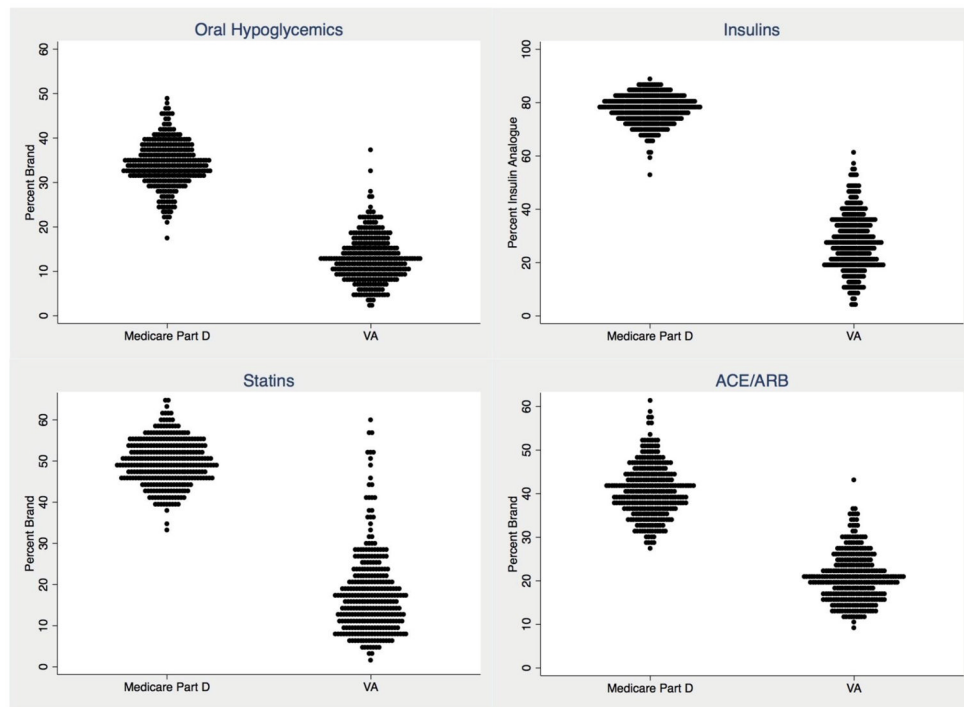 Oral Hypoglycemics
Percent Brand
60
50
40
30
20
10
0
Medicare Part D
VA
Insulins
Percent Insulin Analogue
100
80
60
40
20
0
Medicare Part D
VA
Statins
Percent Brand
60
50
40
30
20
10
0
Medicare Part D
VA
ACE/ARB
Percent Brand
60
50
40
30
20
10
0
Medicare Part D
VA